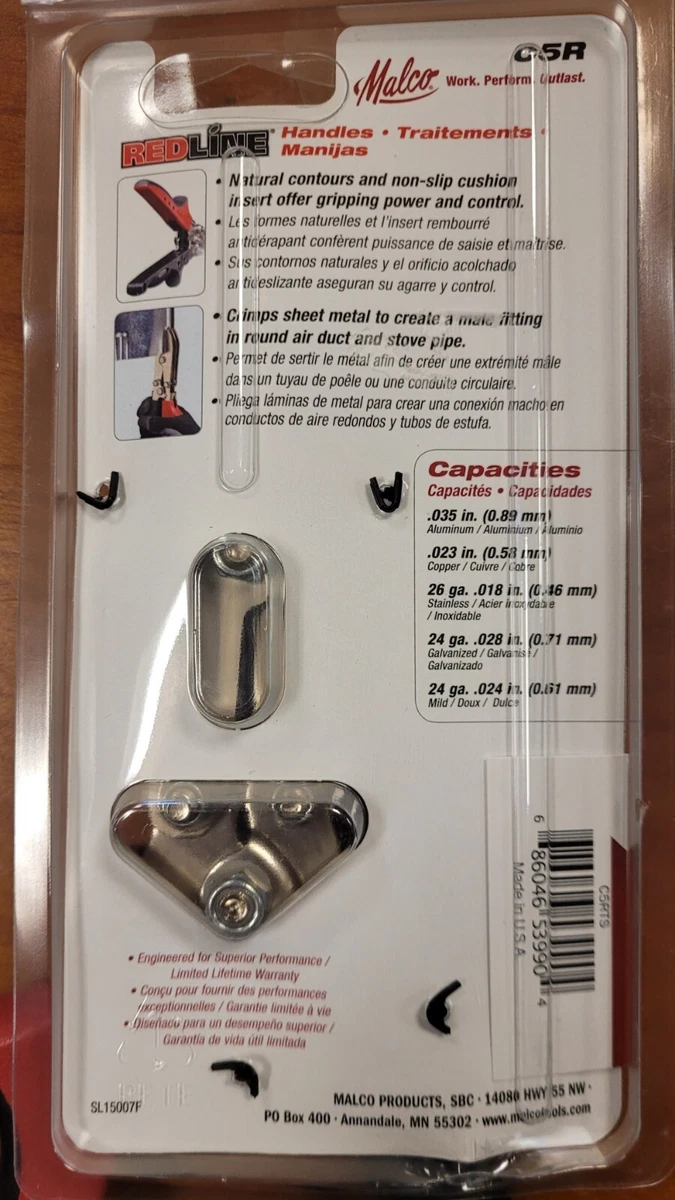 C5R
Malco® Work. Perform. Outlast.
REDLINE® Handles • Traitements •
Manijas
• Natural contours and non-slip cushion
insert offer gripping power and control.
• Les formes naturelles et l'insert rembourré
antidérapant confèrent puissance de saisie et maîtrise.
• Sus contornos naturales y el orificio acolchado
antideslizante aseguran su agarre y control.
• Crimps sheet metal to create a male fitting
in round air duct and stove pipe.
• Permet de sertir le métal afin de créer une extrémité mâle
dans un tuyau de poêle ou une conduite circulaire.
• Pliega láminas de metal para crear una conexión macho en
conductos de aire redondos y tubos de estufa.
Capacities
Capacités • Capacidades
.035 in. (0.89 mm)
Aluminum / Aluminium / Aluminio
.023 in. (0.58 mm)
Copper / Cuivre / Cobre
26 ga. .018 in. (0.46 mm)
Stainless / Acier inoxydable
/ Inoxidable
24 ga. .028 in. (0.71 mm)
Galvanized / Galvanisé /
Galvanizado
24 ga. .024 in. (0.61 mm)
Mild / Doux / Dulce
C5RTS
6 86046 53990 4
Made in U.S.A.
• Engineered for Superior Performance /
Limited Lifetime Warranty
• Conçu pour fournir des performances
exceptionnelles / Garantie limitée à vie
• Diseñado para un desempeño superior /
Garantía de vida útil limitada
SL15007F
MALCO PRODUCTS, SBC · 14080 HWY 55 NW ·
PO Box 400 · Annandale, MN 55302 · www.malcotools.com